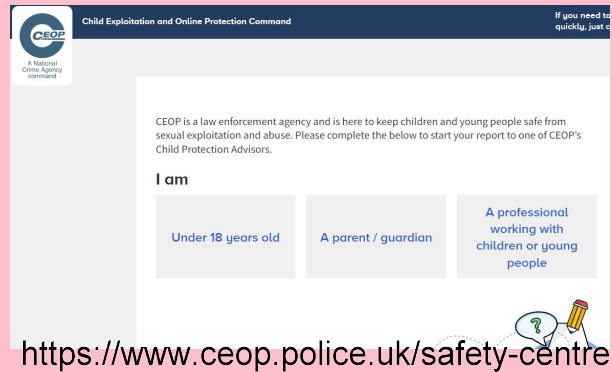 Child Exploitation and Online Protection Command
If you need to
quickly, just c
CEOP
A National
Crime Agency
command
CEOP is a law enforcement agency and is here to keep children and young people safe from
sexual exploitation and abuse. Please complete the below to start your report to one of CEOP's
Child Protection Advisors.
I am
Under 18 years old
A parent / guardian
A professional
working with
children or young
people
?
https://www.ceop.police.uk/safety-centre